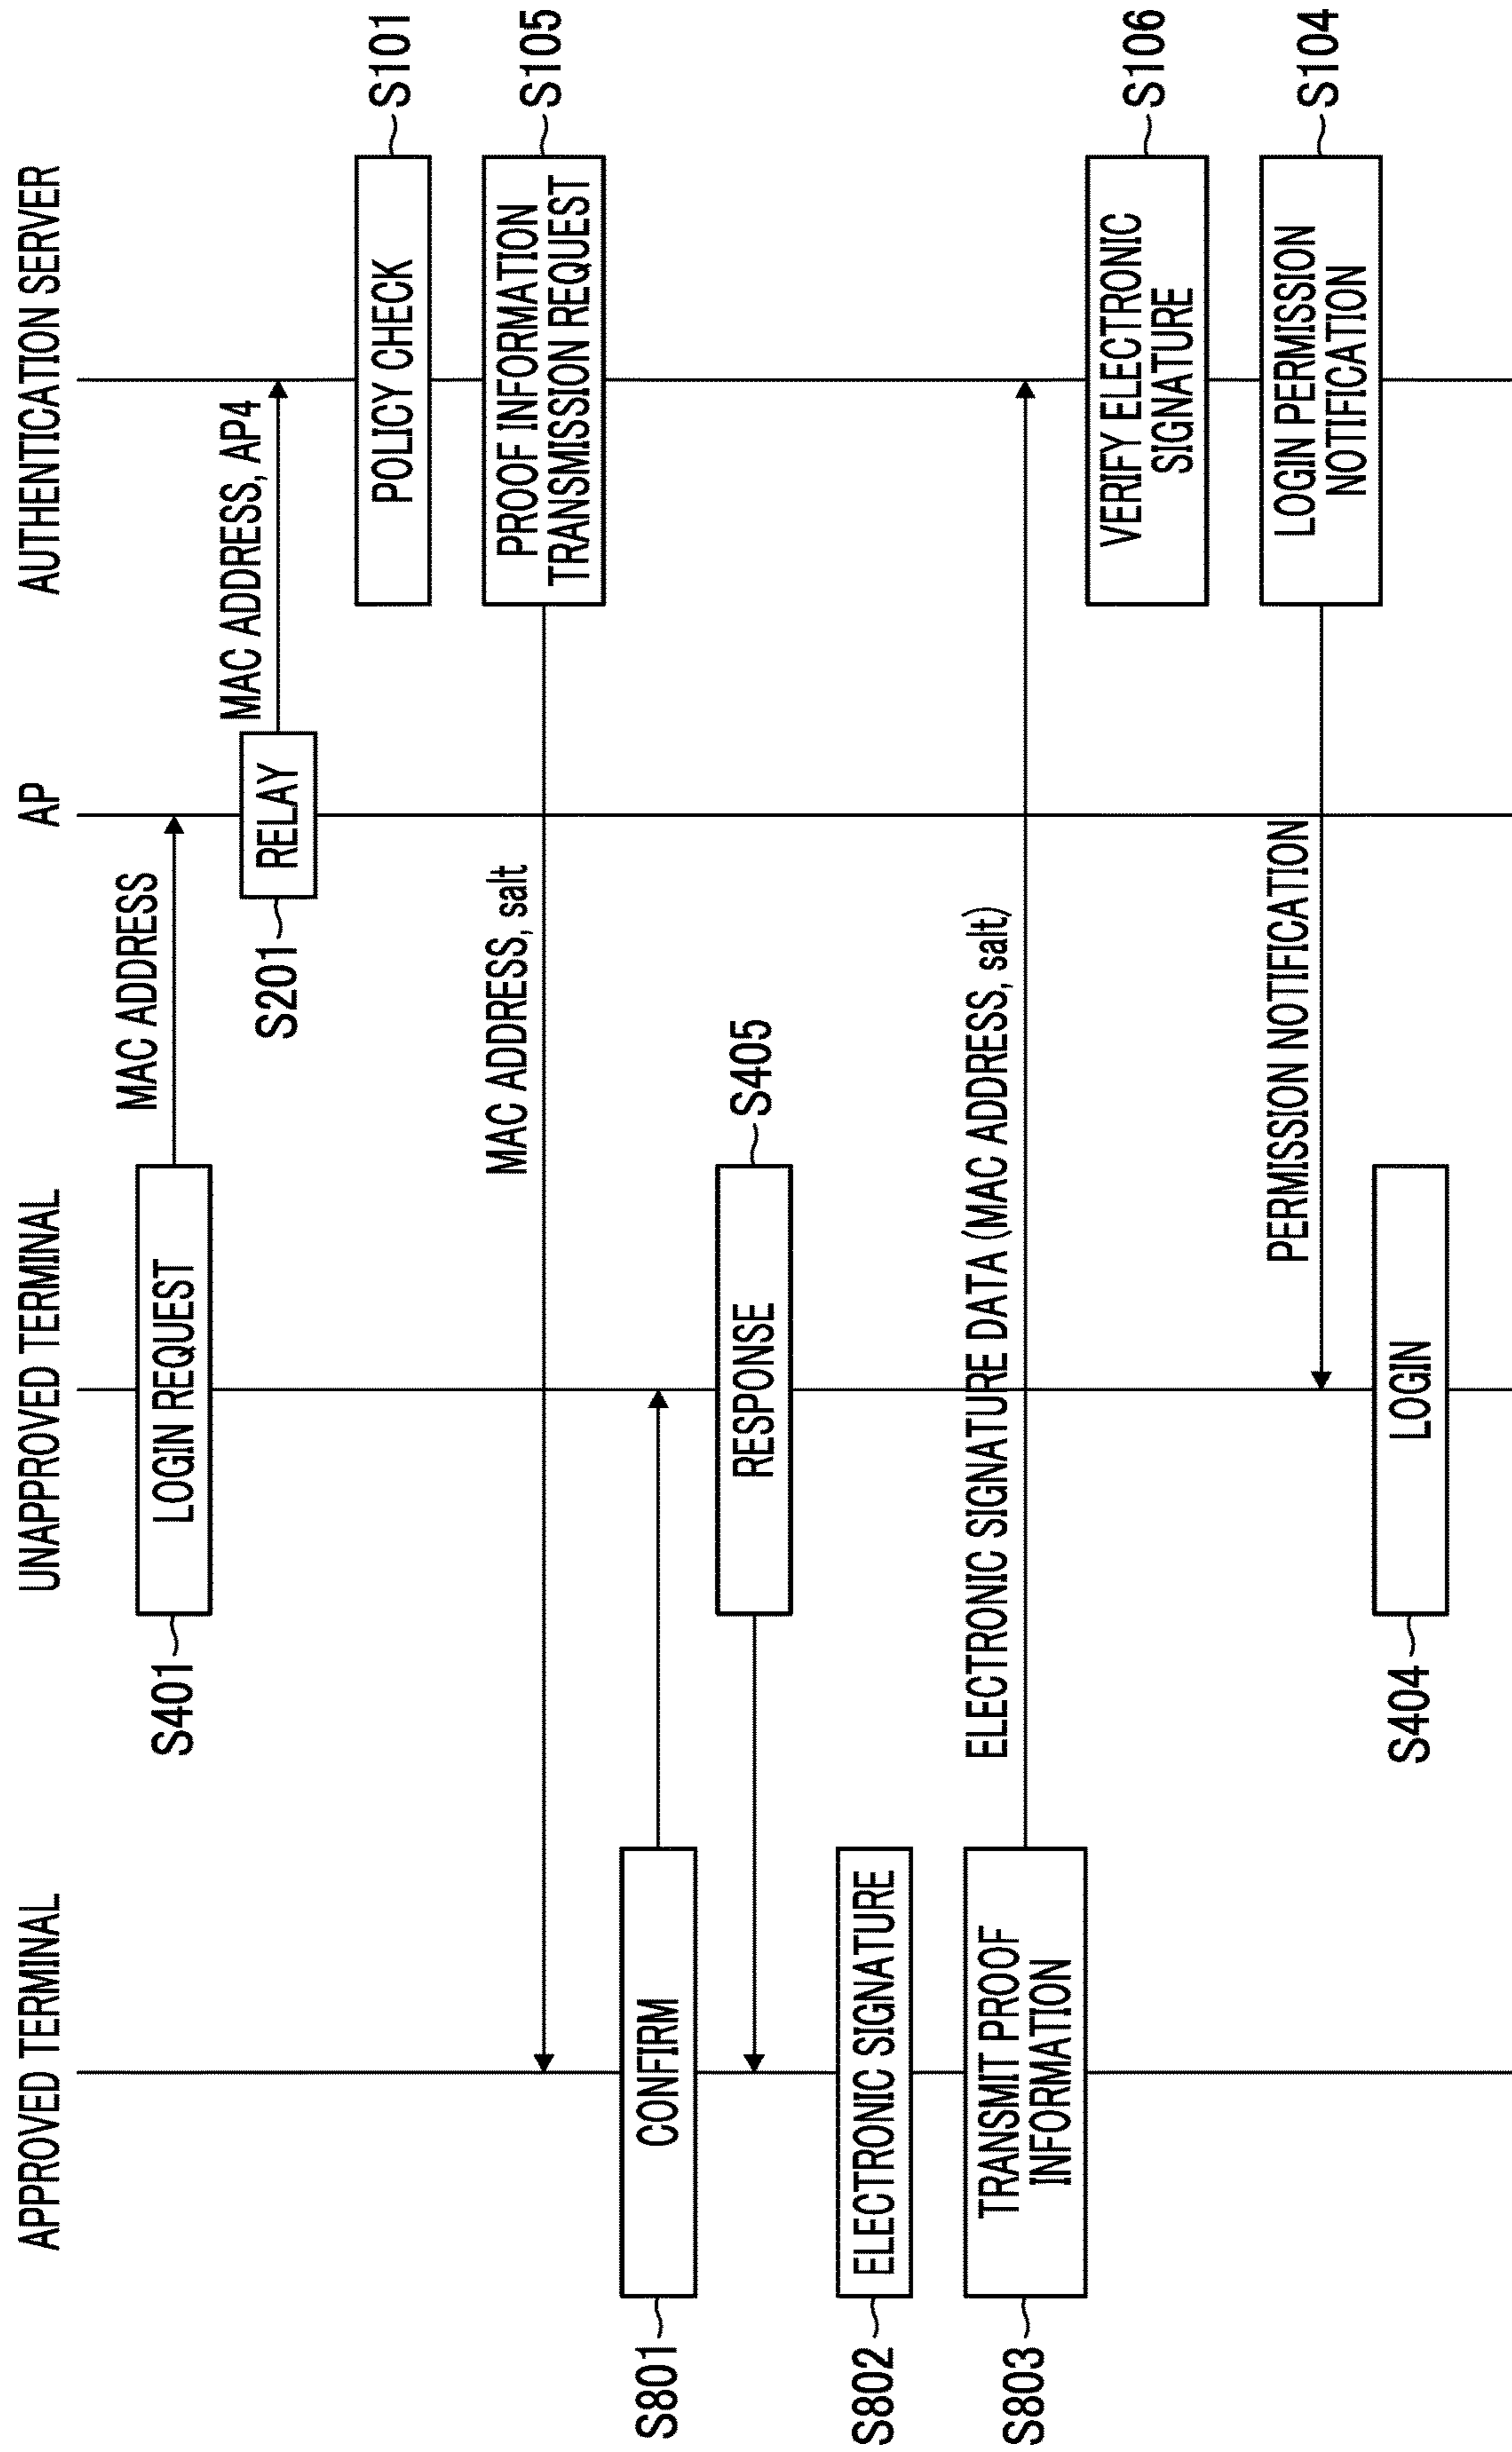 APPROVED TERMINAL
UNAPPROVED TERMINAL
AP
AUTHENTICATION SERVER
S401
LOGIN REQUEST
MAC ADDRESS
S201
RELAY
MAC ADDRESS, AP4
POLICY CHECK
S101
PROOF INFORMATION
TRANSMISSION REQUEST
S105
MAC ADDRESS, salt
S801
CONFIRM
RESPONSE
S405
S802
ELECTRONIC SIGNATURE
S803
TRANSMIT PROOF
INFORMATION
ELECTRONIC SIGNATURE DATA (MAC ADDRESS, salt)
VERIFY ELECTRONIC
SIGNATURE
S106
LOGIN PERMISSION
NOTIFICATION
S104
PERMISSION NOTIFICATION
S404
LOGIN